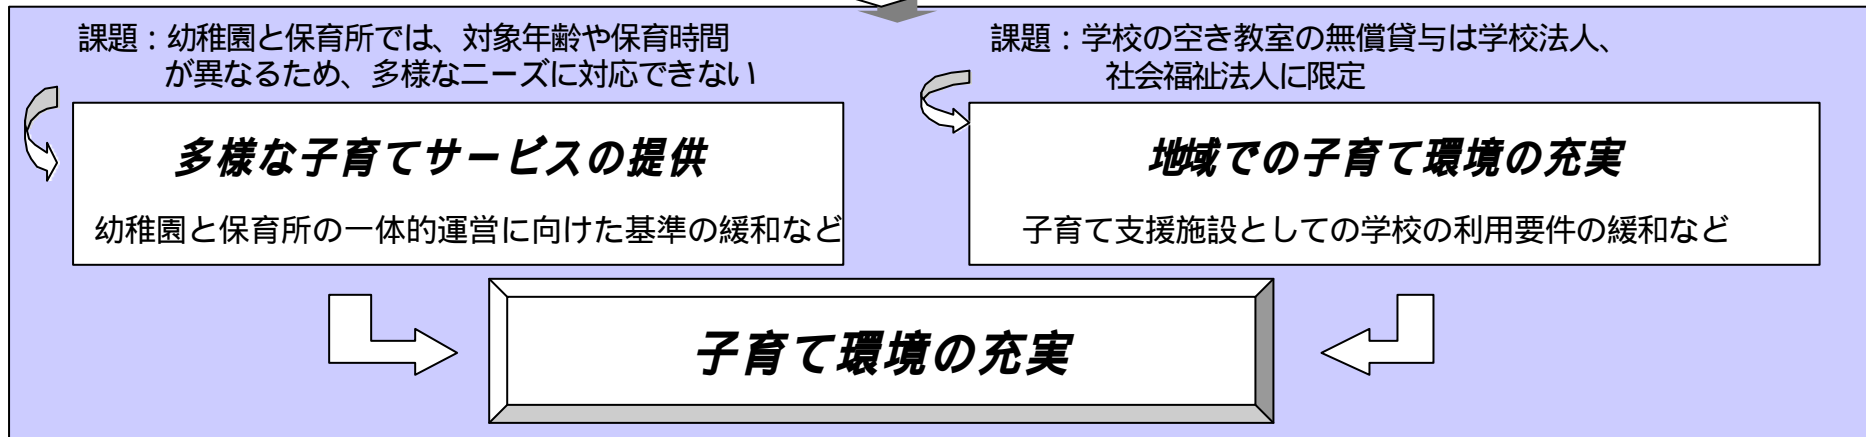 課題：幼稚園と保育所では、対象年齢や保育時間
が異なるため、多様なニーズに対応できない
課題：学校の空き教室の無償貸与は学校法人、
社会福祉法人に限定
多様な子育てサービスの提供
幼稚園と保育所の一体的運営に向けた基準の緩和など
地域での子育て環境の充実
子育て支援施設としての学校の利用要件の緩和など
子育て環境の充実